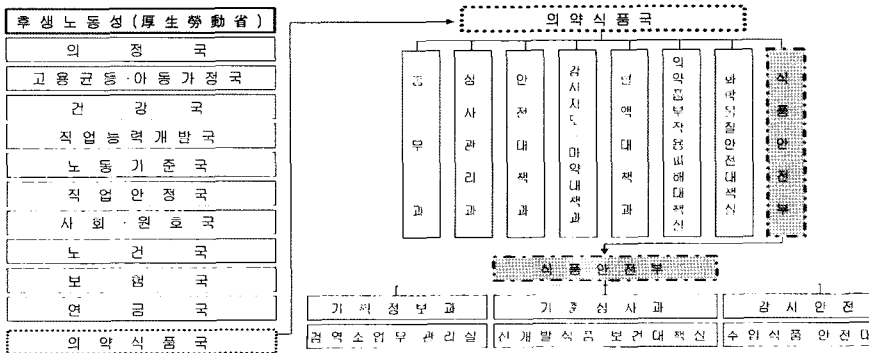 후생노동성(厚生勞動省)
의정국
고용균등·아동가정국
건강국
직업능력개발국
노동기준국
직업안정국
사회·원호국
노건국
보험국
연금국
의약식품국
의약식품국
총무과
심사관리과
안전대책과
감시지도·마약대책과
혈액대책과
의약품부작용피해대책실
화학물질안전대책실
식품안전부
식품안전부
기획정보과
기준심사과
감시안전
검역소업무 관리실
신개발식품 보건대책실
수입식품 안전대